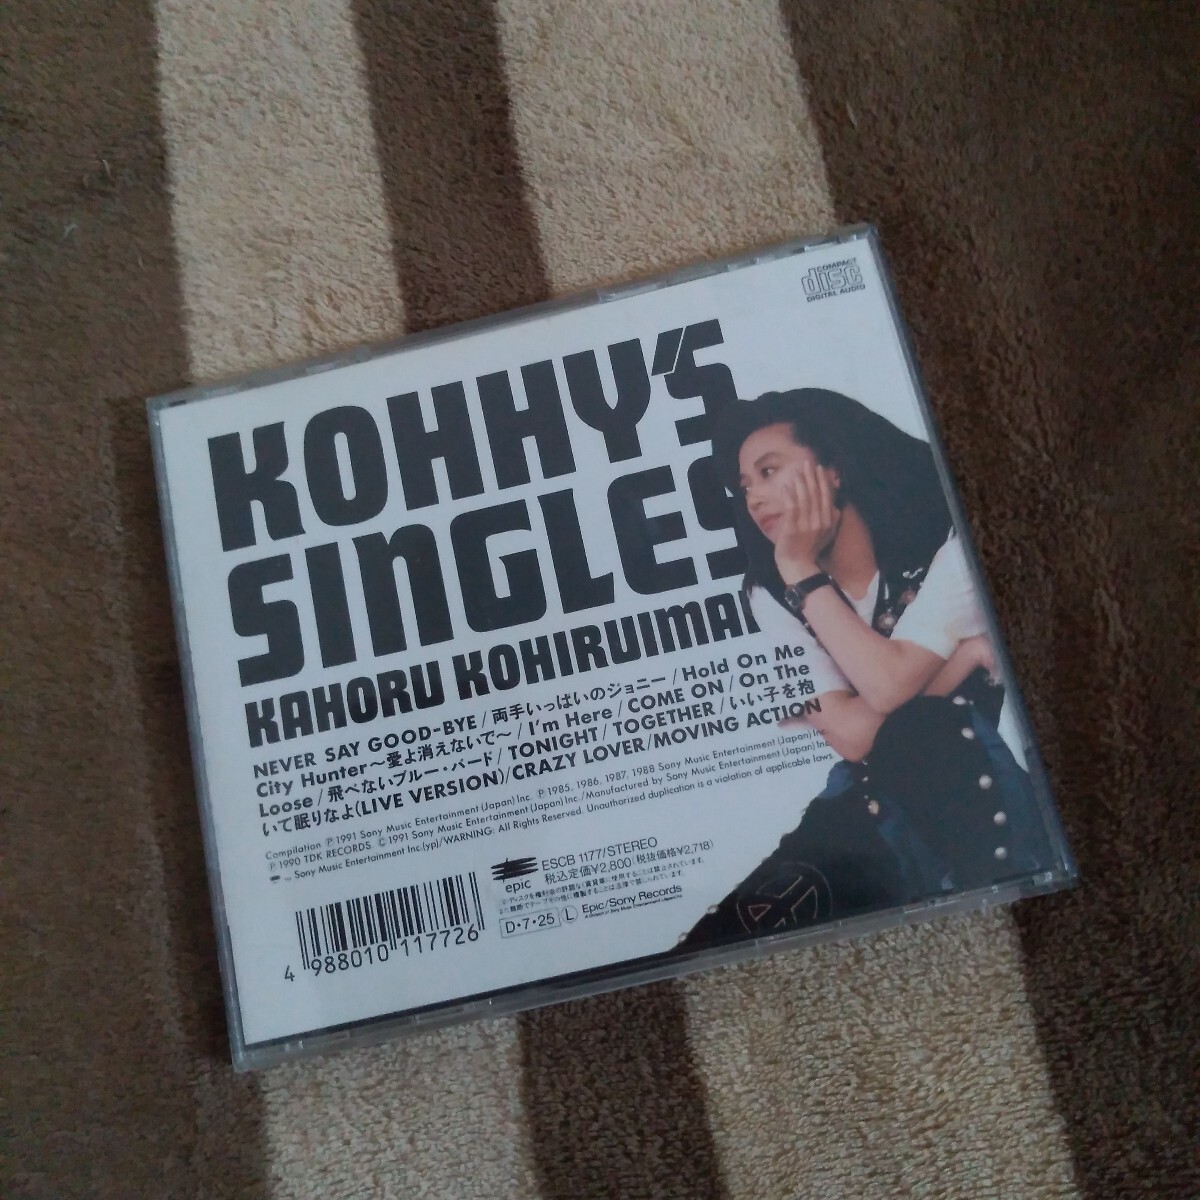 COMPACT
disc
DIGITAL AUDIO
KOHHY'S
SINGLES
KAHORU KOHIRUIMAI
NEVER SAY GOOD-BYE/両手いっぱいのジョニー/Hold On Me
City Hunter〜愛よ消えないで〜/I'm Here/COME ON/On The
Loose/飛べないブルー・バード/TONIGHT/TOGETHER/いい子を抱
いて眠りなよ(LIVE VERSION)/CRAZY LOVER/MOVING ACTION
Compilation ℗1991 Sony Music Entertainment (Japan) Inc. ℗1985, 1986, 1987, 1988 Sony Music Entertainment (Japan) Inc.
℗1990 TDK RECORDS. ©1991 Sony Music Entertainment (Japan) Inc./Manufactured by Sony Music Entertainment (Japan) Inc.
Sony Music Entertainment Inc.(yp)/WARNING: All Rights Reserved. Unauthorized duplication is a violation of applicable laws.
epic
ESCB 1177/STEREO
税込定価¥2,800(税抜価格¥2,718)
D・7・25 L Epic/Sony Records
4 988010 117726